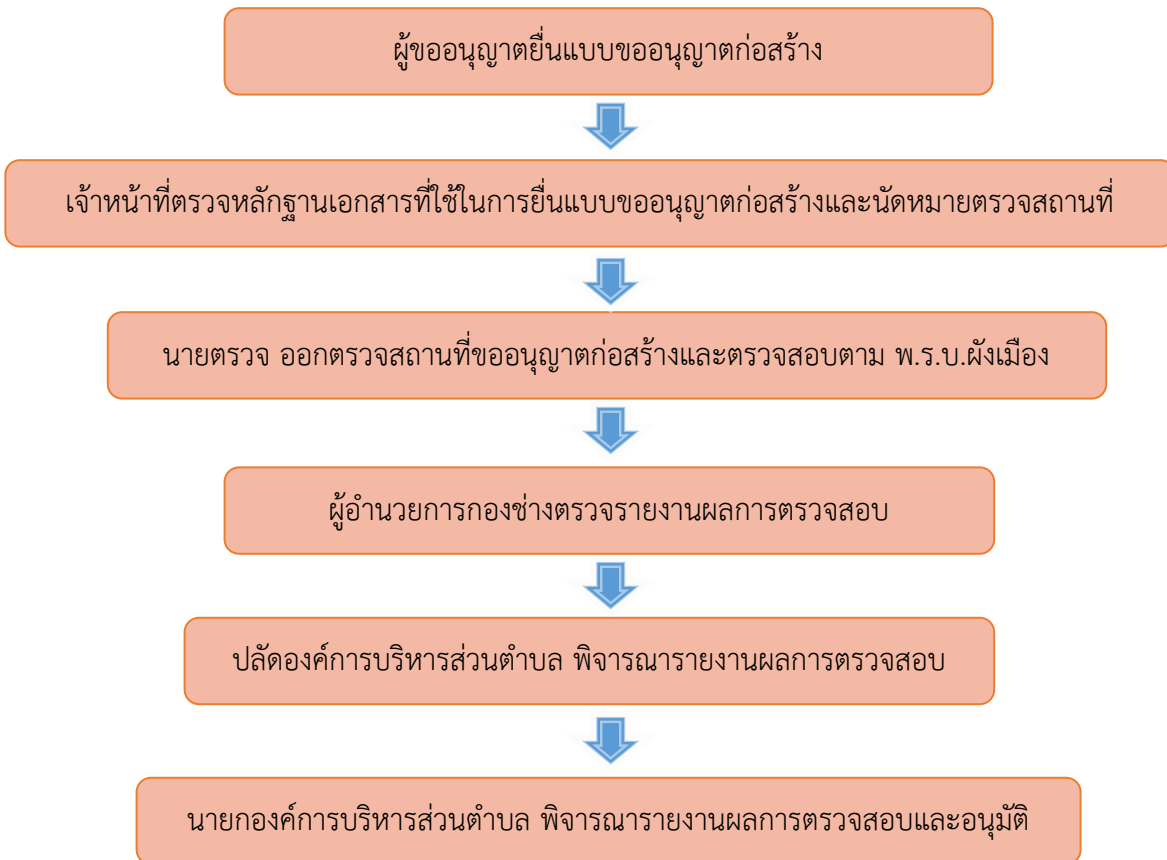 ผู้ขออนุญาตยื่นแบบขออนุญาตก่อสร้าง
เจ้าหน้าที่ตรวจหลักฐานเอกสารที่ใช้ในการยื่นแบบขออนุญาตก่อสร้างและนัดหมายตรวจสถานที่
นายตรวจ ออกตรวจสถานที่ขออนุญาตก่อสร้างและตรวจสอบตาม พ.ร.บ.ผังเมือง
ผู้อำนวยการกองช่างตรวจรายงานผลการตรวจสอบ
ปลัดองค์การบริหารส่วนตำบล พิจารณารายงานผลการตรวจสอบ
นายกองค์การบริหารส่วนตำบล พิจารณารายงานผลการตรวจสอบและอนุมัติ